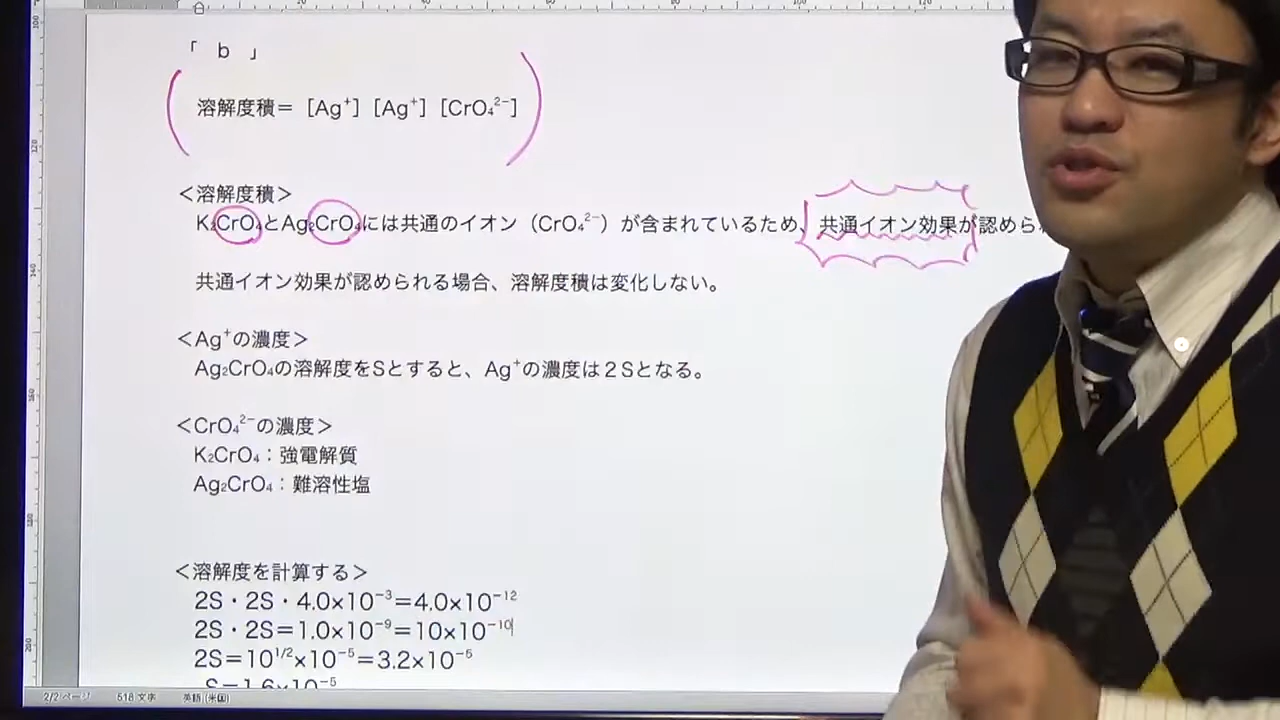 「 b 」
溶解度積＝［Ag⁺］［Ag⁺］［CrO₄²⁻］
＜溶解度積＞
K₂CrO₄とAg₂CrO₄には共通のイオン（CrO₄²⁻）が含まれているため、共通イオン効果が認めら
共通イオン効果が認められる場合、溶解度積は変化しない。
＜Ag⁺の濃度＞
Ag₂CrO₄の溶解度をSとすると、Ag⁺の濃度は２Sとなる。
＜CrO₄²⁻の濃度＞
K₂CrO₄：強電解質
Ag₂CrO₄：難溶性塩
＜溶解度を計算する＞
2S・2S・4.0×10⁻³＝4.0×10⁻¹²
2S・2S＝1.0×10⁻⁹＝10×10⁻¹⁰
2S＝10¹/²×10⁻⁵＝3.2×10⁻⁵
S＝1.6×10⁻⁵
2/2 ページ 518 文字 英語 (米国)